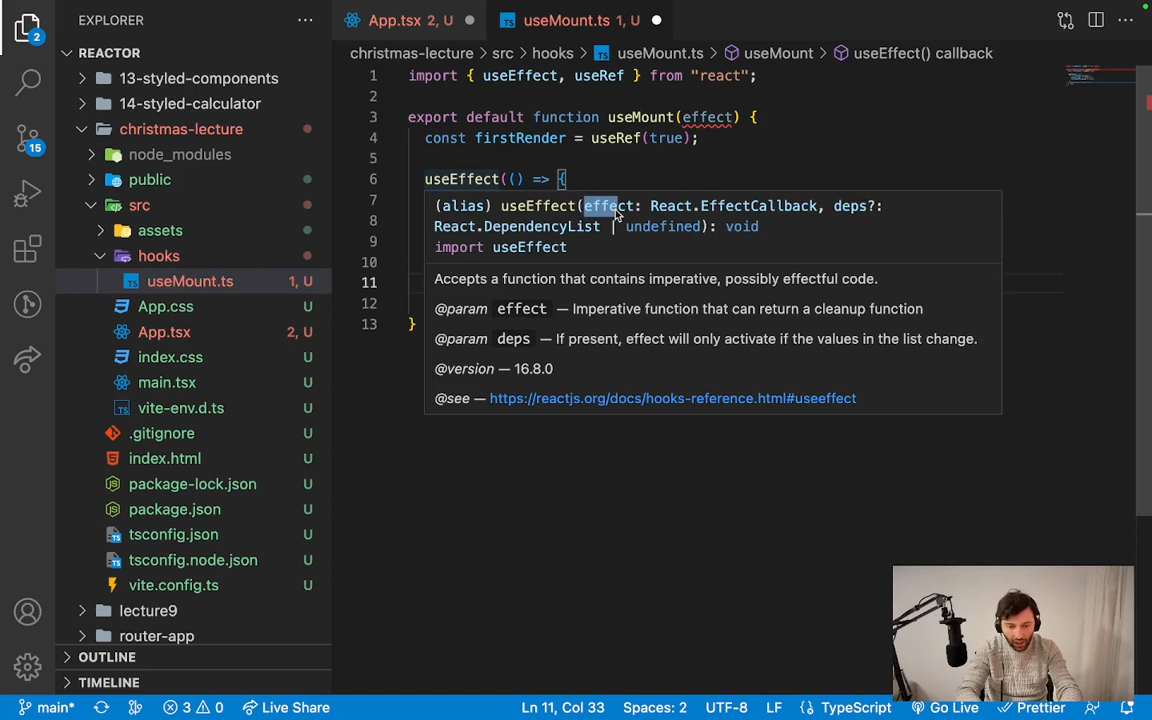 EXPLORER
App.tsx 2, U
useMount.ts 1, U
christmas-lecture > src > hooks > useMount.ts > useMount > useEffect() callback
2
15
REACTOR
13-styled-components
14-styled-calculator
christmas-lecture
node_modules
public
src
assets
hooks
useMount.ts 1, U
App.css U
App.tsx 2, U
index.css U
main.tsx U
vite-env.d.ts U
.gitignore U
index.html U
package-lock.json U
package.json U
tsconfig.json U
tsconfig.node.json U
vite.config.ts U
lecture9
router-app
OUTLINE
TIMELINE
1 import { useEffect, useRef } from "react";
2
3 export default function useMount(effect) {
4 const firstRender = useRef(true);
5
6 useEffect(() => {
7
8
9
10
11
12
13 }
(alias) useEffect(effect: React.EffectCallback, deps?:
React.DependencyList | undefined): void
import useEffect
Accepts a function that contains imperative, possibly effectful code.
@param effect — Imperative function that can return a cleanup function
@param deps — If present, effect will only activate if the values in the list change.
@version — 16.8.0
@see — https://reactjs.org/docs/hooks-reference.html#useeffect
main* 3 0 Live Share Ln 11, Col 33 Spaces: 2 UTF-8 LF TypeScript Go Live Prettier